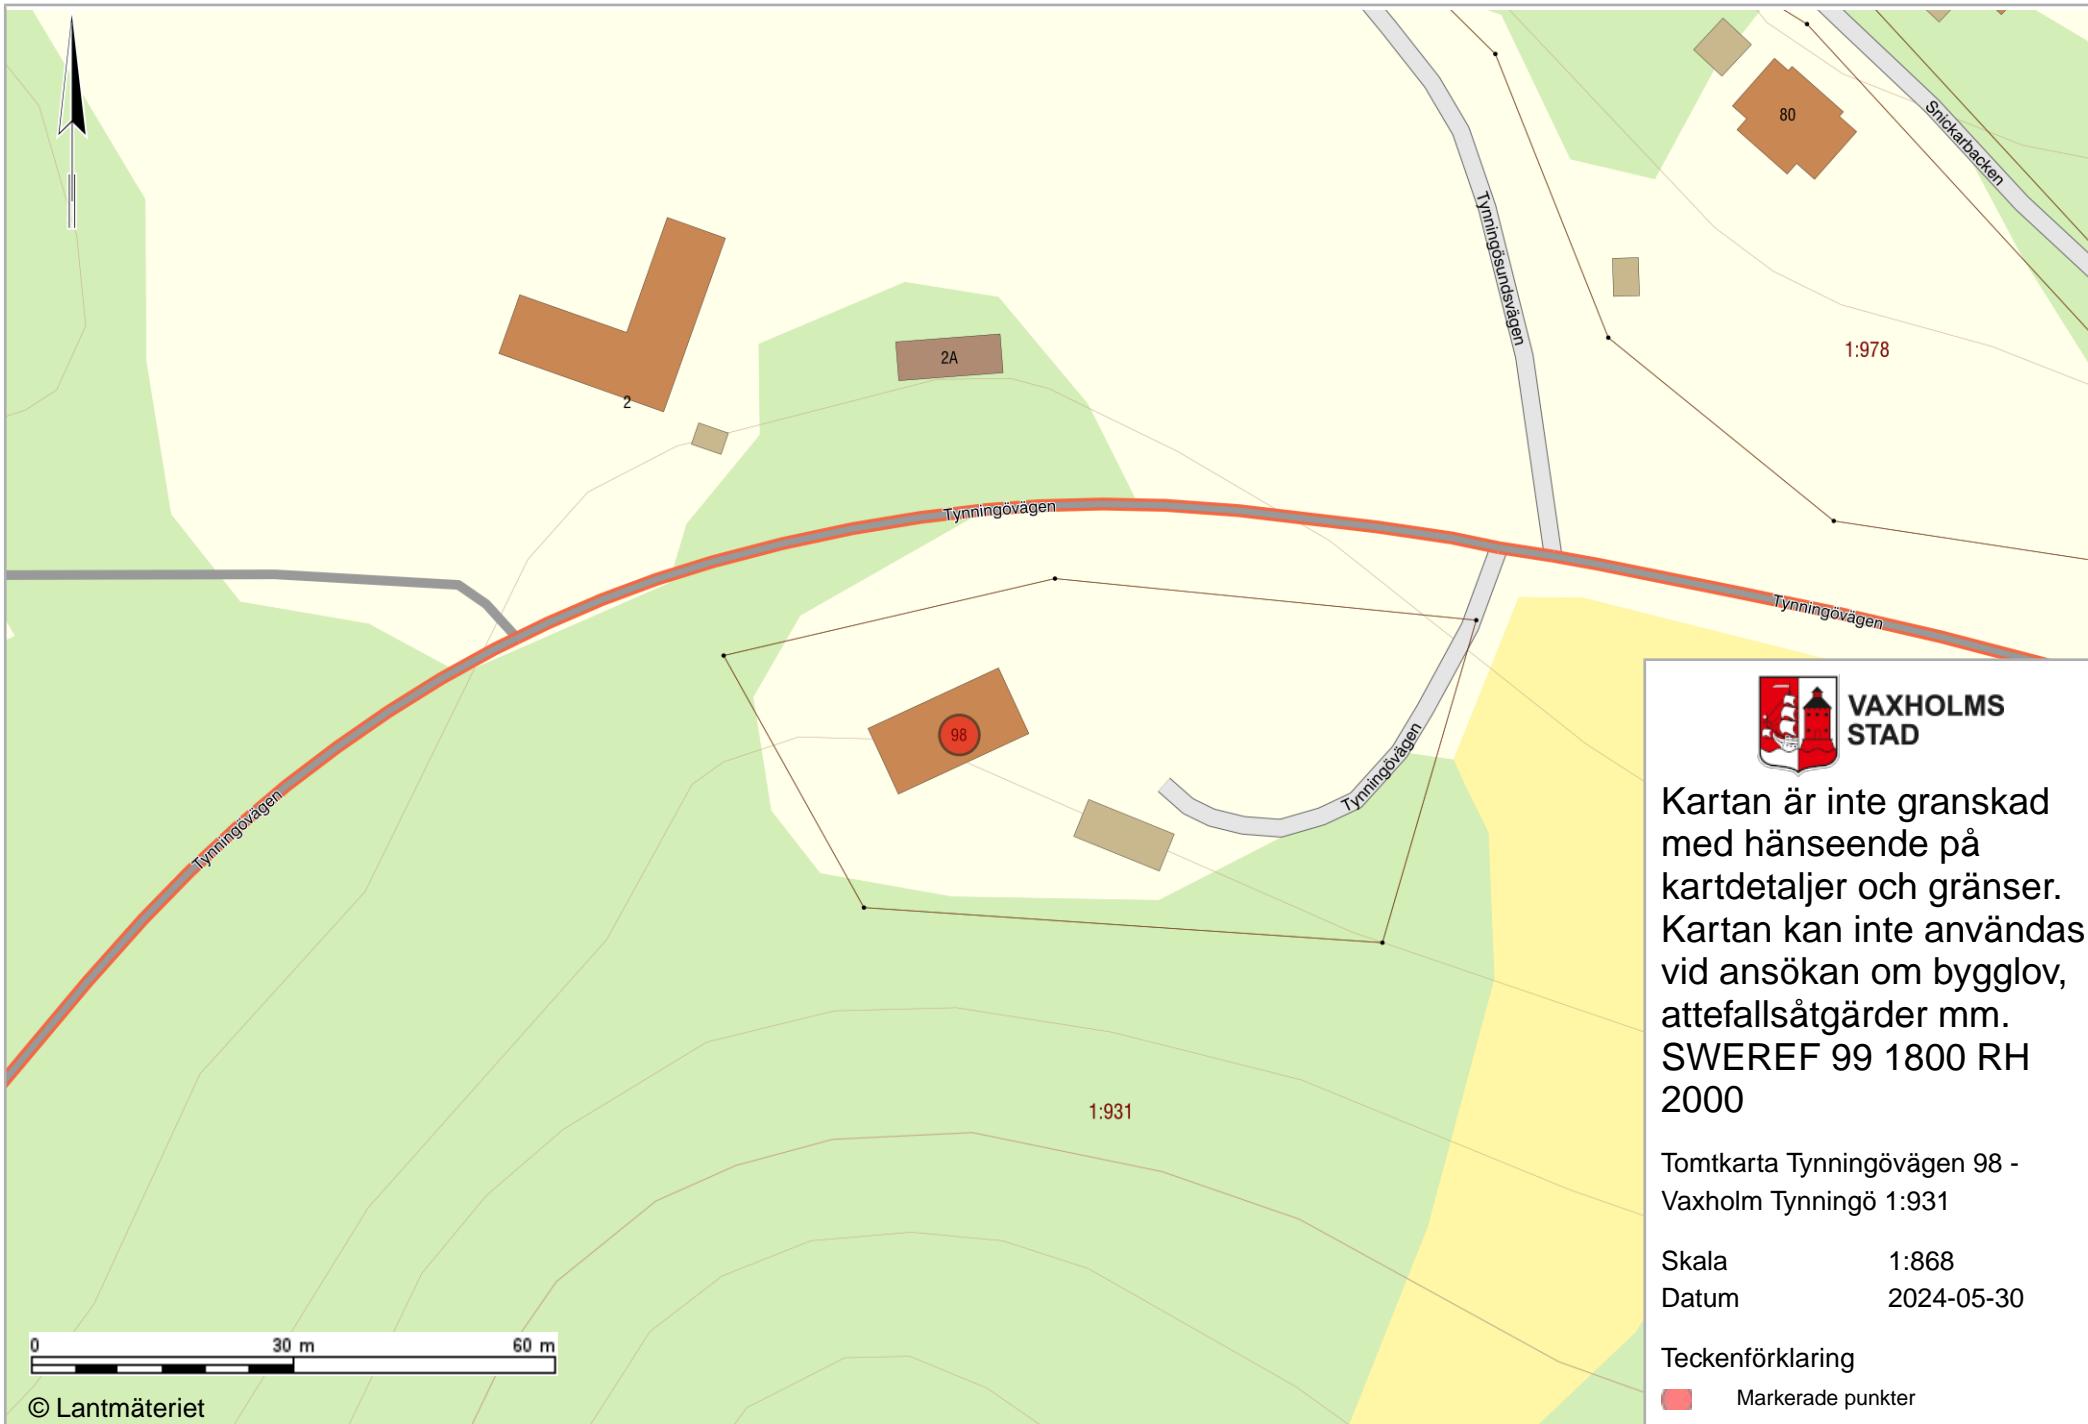 80
Snickarbacken
Tynningösundsvägen
1:978
2A
2
Tynningövägen
Tynningövägen
98
Tynningövägen
Tynningövägen
1:931
0 30 m 60 m
© Lantmäteriet
VAXHOLMS
STAD
Kartan är inte granskad
med hänseende på
kartdetaljer och gränser.
Kartan kan inte användas
vid ansökan om bygglov,
attefallsåtgärder mm.
SWEREF 99 1800 RH
2000
Tomtkarta Tynningövägen 98 -
Vaxholm Tynningö 1:931
Skala 1:868
Datum 2024-05-30
Teckenförklaring
Markerade punkter